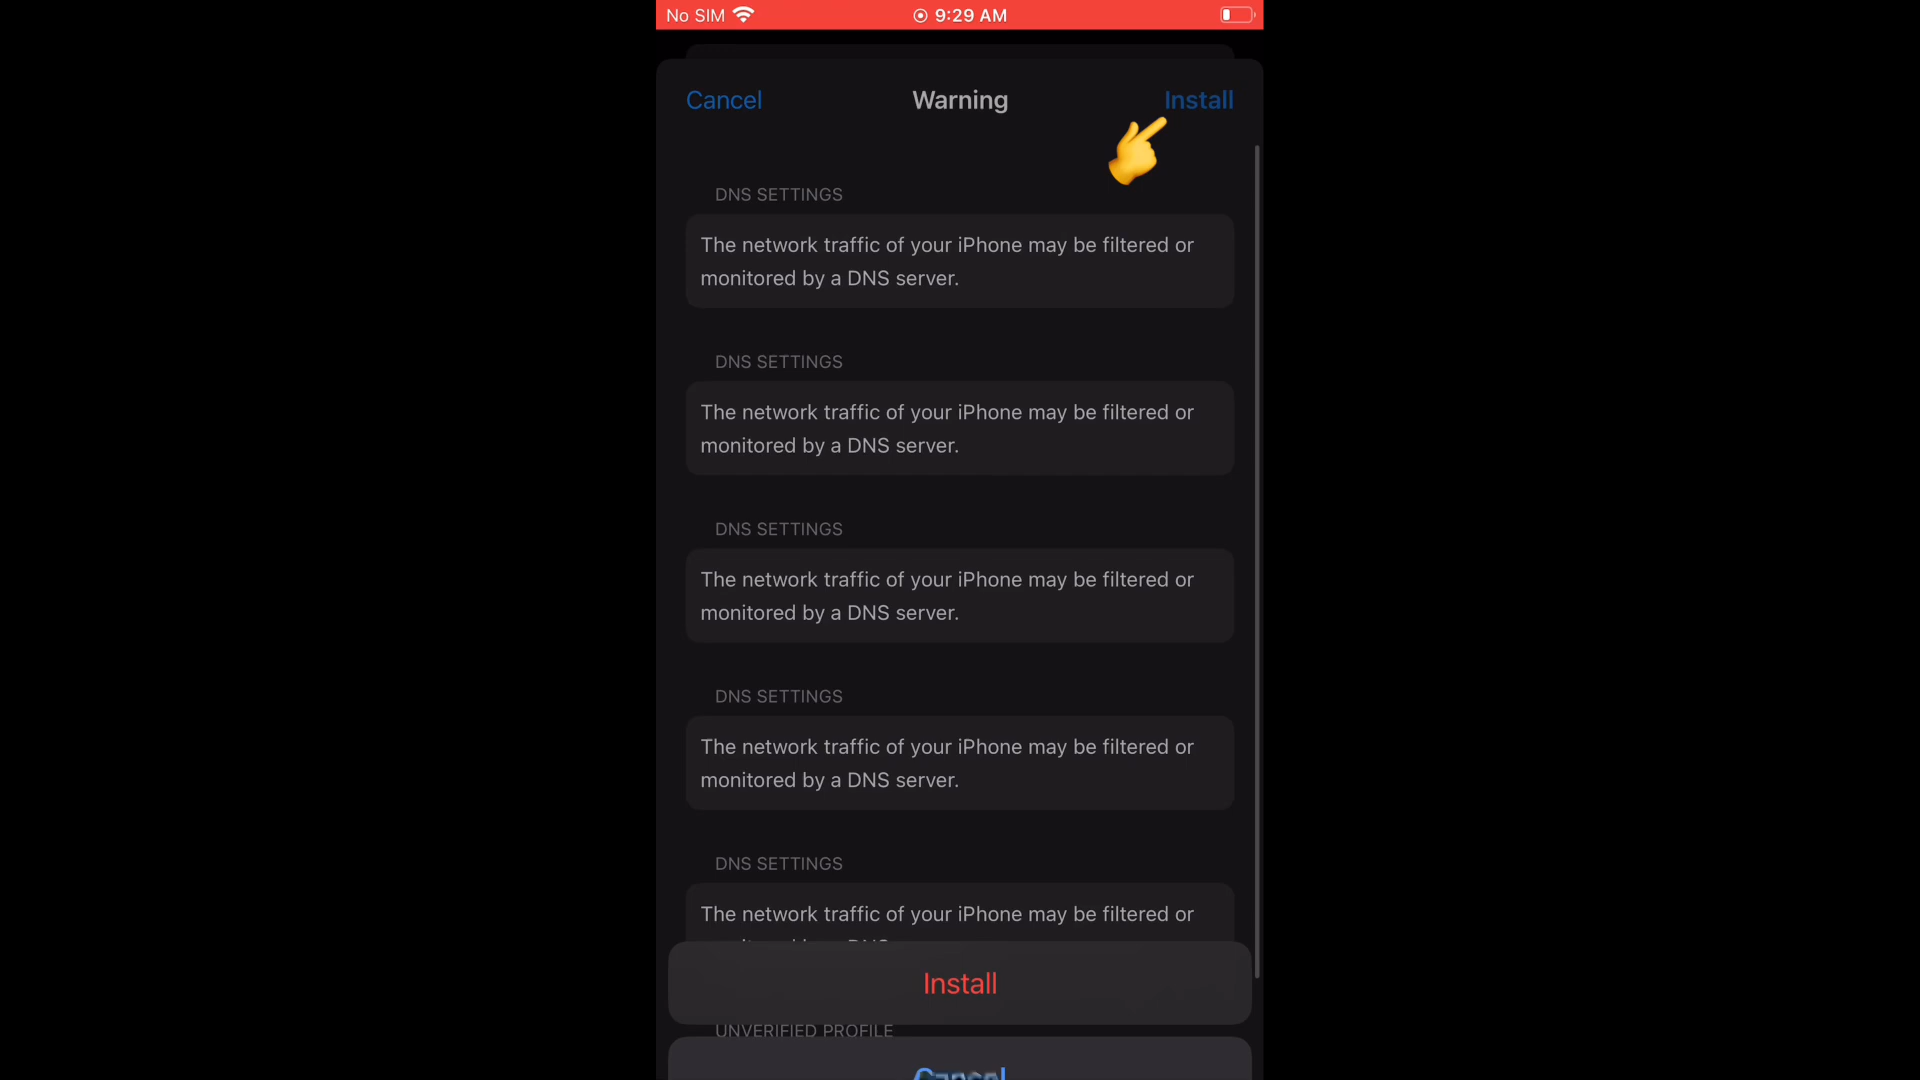 No SIM 9:29 AM
Cancel Warning Install
DNS SETTINGS
The network traffic of your iPhone may be filtered or
monitored by a DNS server.
DNS SETTINGS
The network traffic of your iPhone may be filtered or
monitored by a DNS server.
DNS SETTINGS
The network traffic of your iPhone may be filtered or
monitored by a DNS server.
DNS SETTINGS
The network traffic of your iPhone may be filtered or
monitored by a DNS server.
DNS SETTINGS
The network traffic of your iPhone may be filtered or
Install
UNVERIFIED PROFILE
Cancel